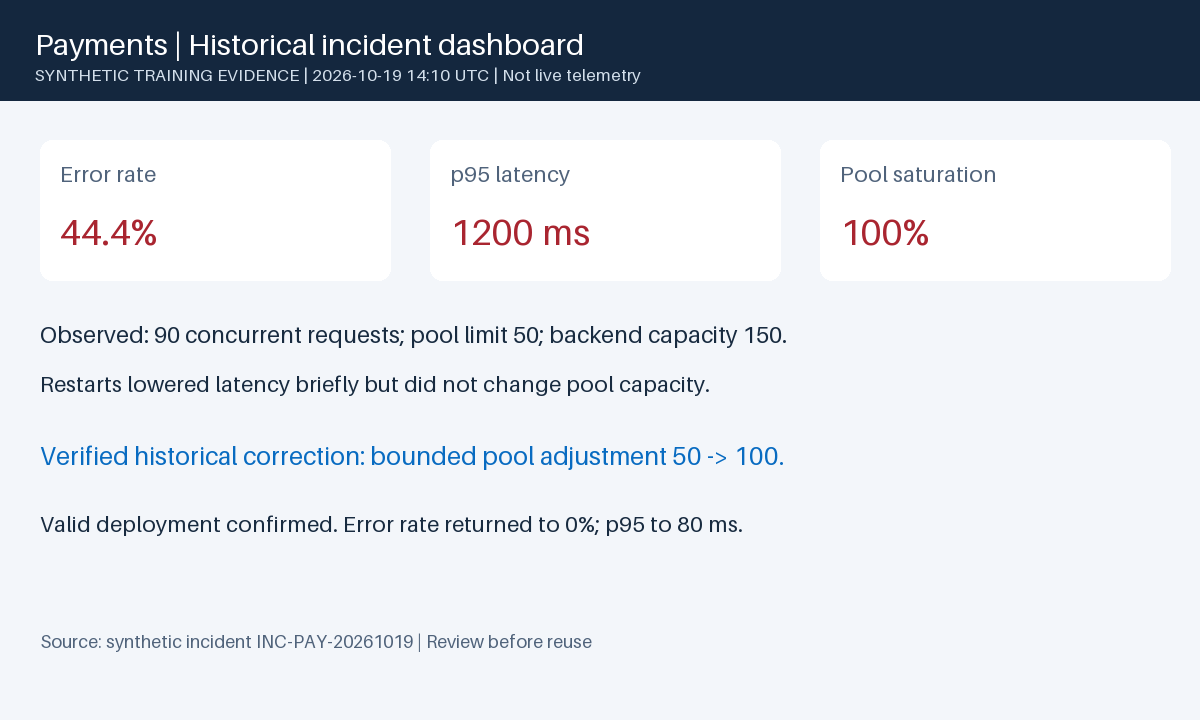 Payments | Historical incident dashboard
SYNTHETIC TRAINING EVIDENCE | 2026-10-19 14:10 UTC | Not live telemetry
Error rate
44.4%
p95 latency
1200 ms
Pool saturation
100%
Observed: 90 concurrent requests; pool limit 50; backend capacity 150.
Restarts lowered latency briefly but did not change pool capacity.
Verified historical correction: bounded pool adjustment 50 -> 100.
Valid deployment confirmed. Error rate returned to 0%; p95 to 80 ms.
Source: synthetic incident INC-PAY-20261019 | Review before reuse